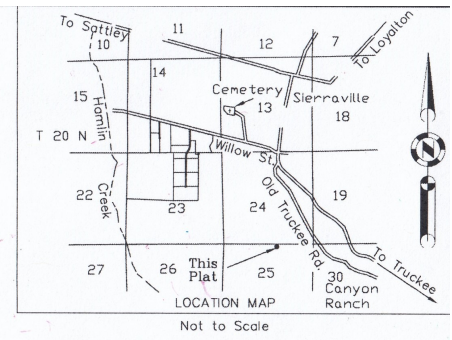 To Sattley
10
11
12
7
To Loyalton
14
Cemetery
15
Hamlin
13
Sierraville
18
T 20 N
Willow St.
22
Creek
23
24
Old Truckee Rd.
19
N
This
Plat
To Truckee
27
26
25
30
Canyon
Ranch
LOCATION MAP
Not to Scale